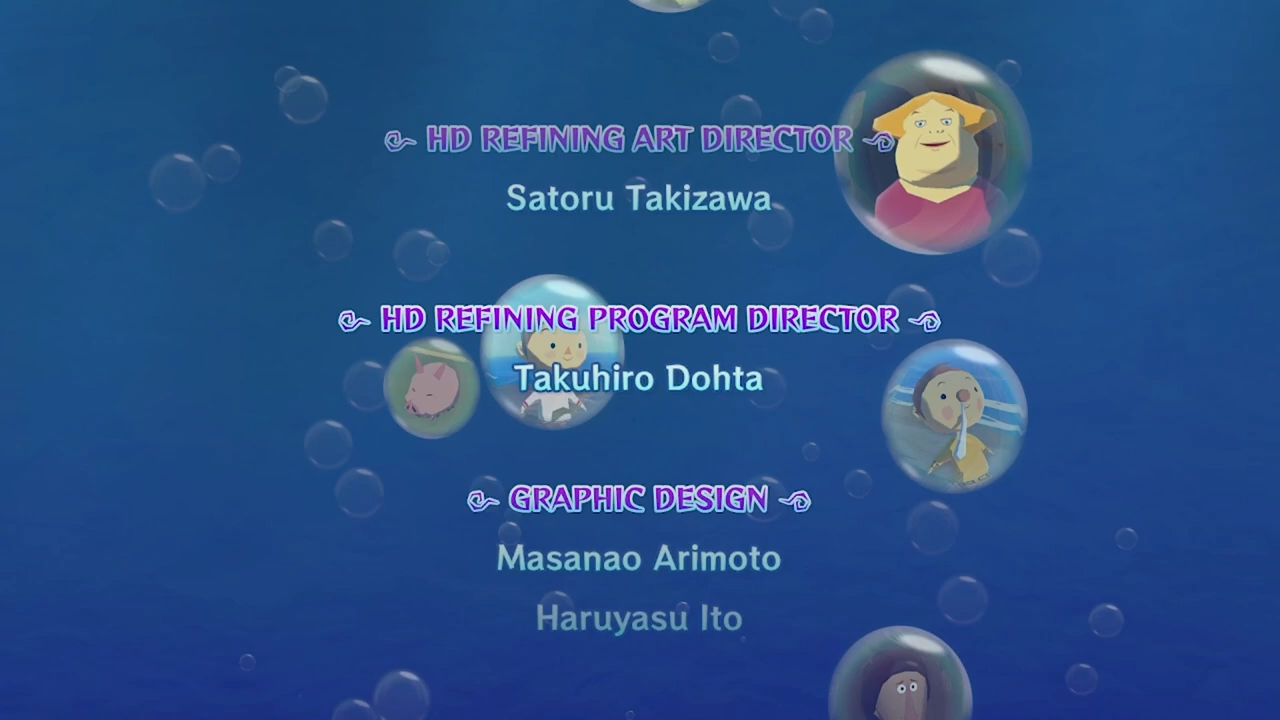 HD REFINING ART DIRECTOR
Satoru Takizawa
HD REFINING PROGRAM DIRECTOR
Takuhiro Dohta
GRAPHIC DESIGN
Masanao Arimoto
Haruyasu Ito